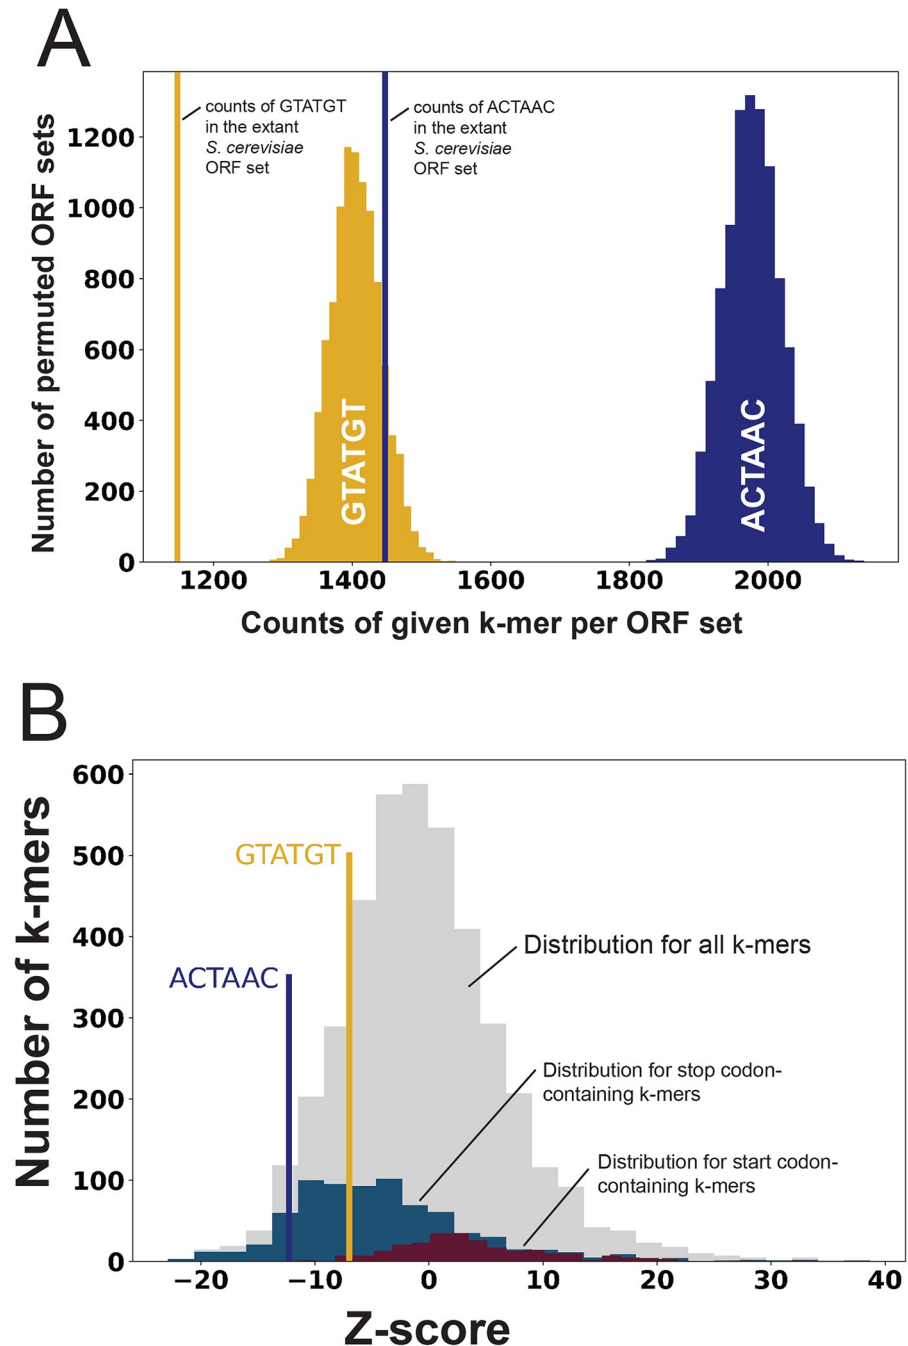 A
Number of permuted ORF sets
1200
1000
800
600
400
200
0
counts of GTATGT
in the extant
S. cerevisiae
ORF set
counts of ACTAAC
in the extant
S. cerevisiae
ORF set
GTATGT
ACTAAC
1200
1400
1600
1800
2000
Counts of given k-mer per ORF set
B
Number of k-mers
600
500
400
300
200
100
0
GTATGT
ACTAAC
Distribution for all k-mers
Distribution for stop codon-
containing k-mers
Distribution for start codon-
containing k-mers
−20
−10
0
10
20
30
40
Z-score